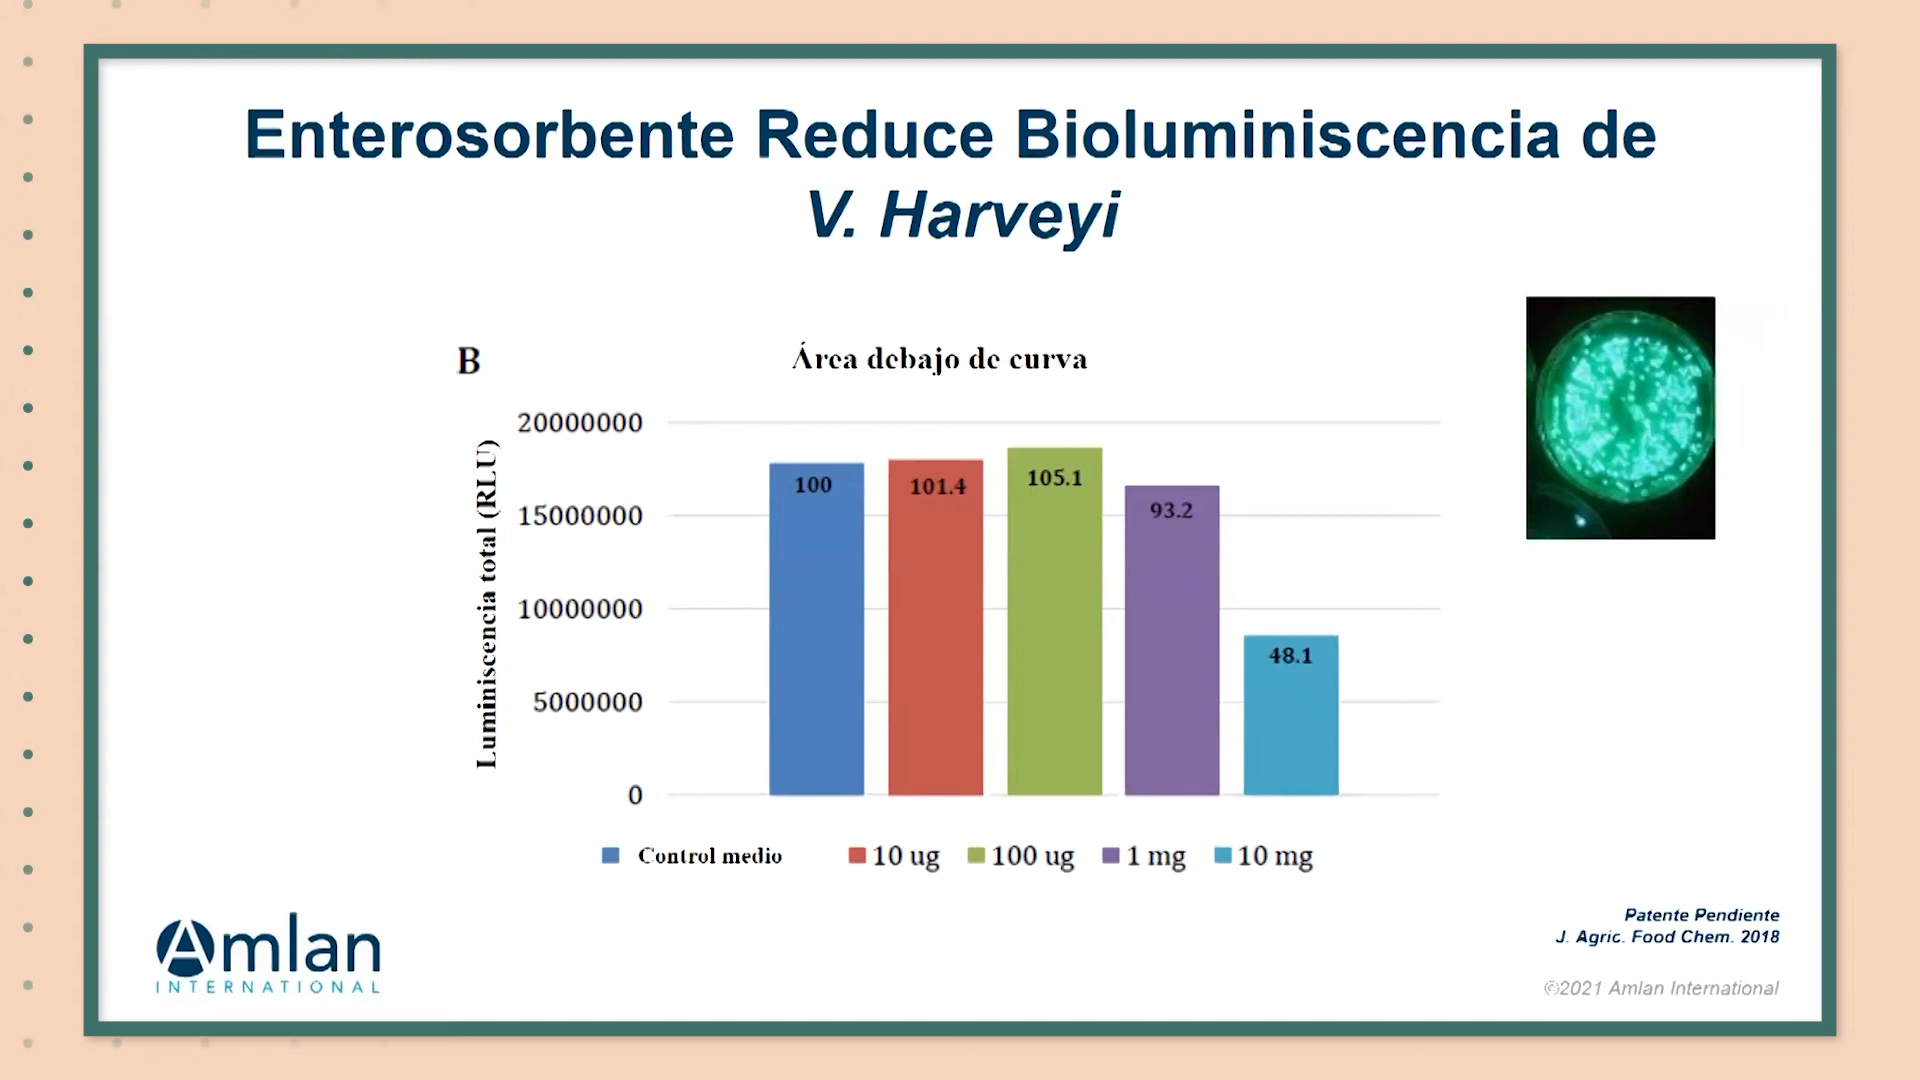 Enterosorbente Reduce Bioluminiscencia de
V. Harveyi
B
Área debajo de curva
Luminiscencia total (RLU)
20000000
15000000
10000000
5000000
0
100
101.4
105.1
93.2
48.1
Control medio
10 ug
100 ug
1 mg
10 mg
Amlan
INTERNATIONAL
Patente Pendiente
J. Agric. Food Chem. 2018
©2021 Amlan International